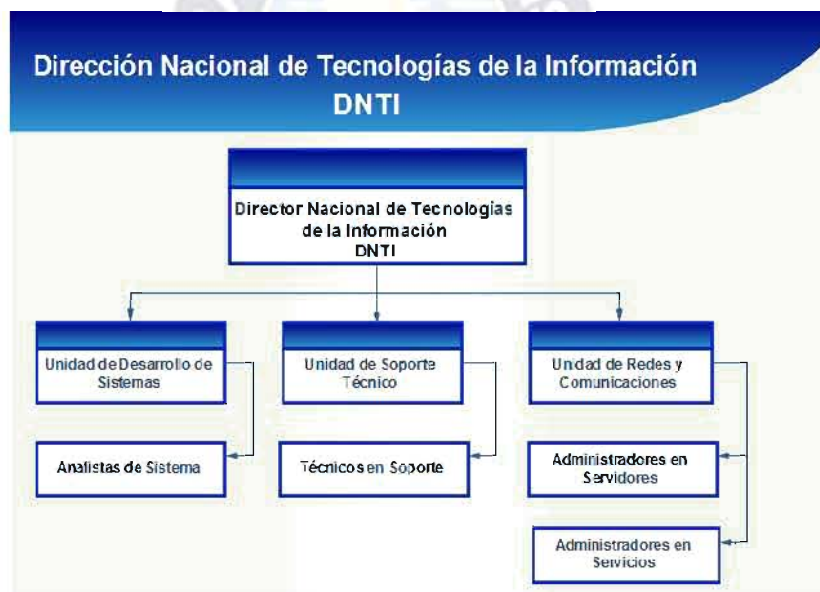 Dirección Nacional de Tecnologías de la Información
DNTI
Director Nacional de Tecnologías
de la Información
DNTI
Unidad de Desarrollo de
Sistemas
Unidad de Soporte
Técnico
Unidad de Redes y
Comunicaciones
Analistas de Sistema
Técnicos en Soporte
Administradores en
Servidores
Administradores en
Servicios